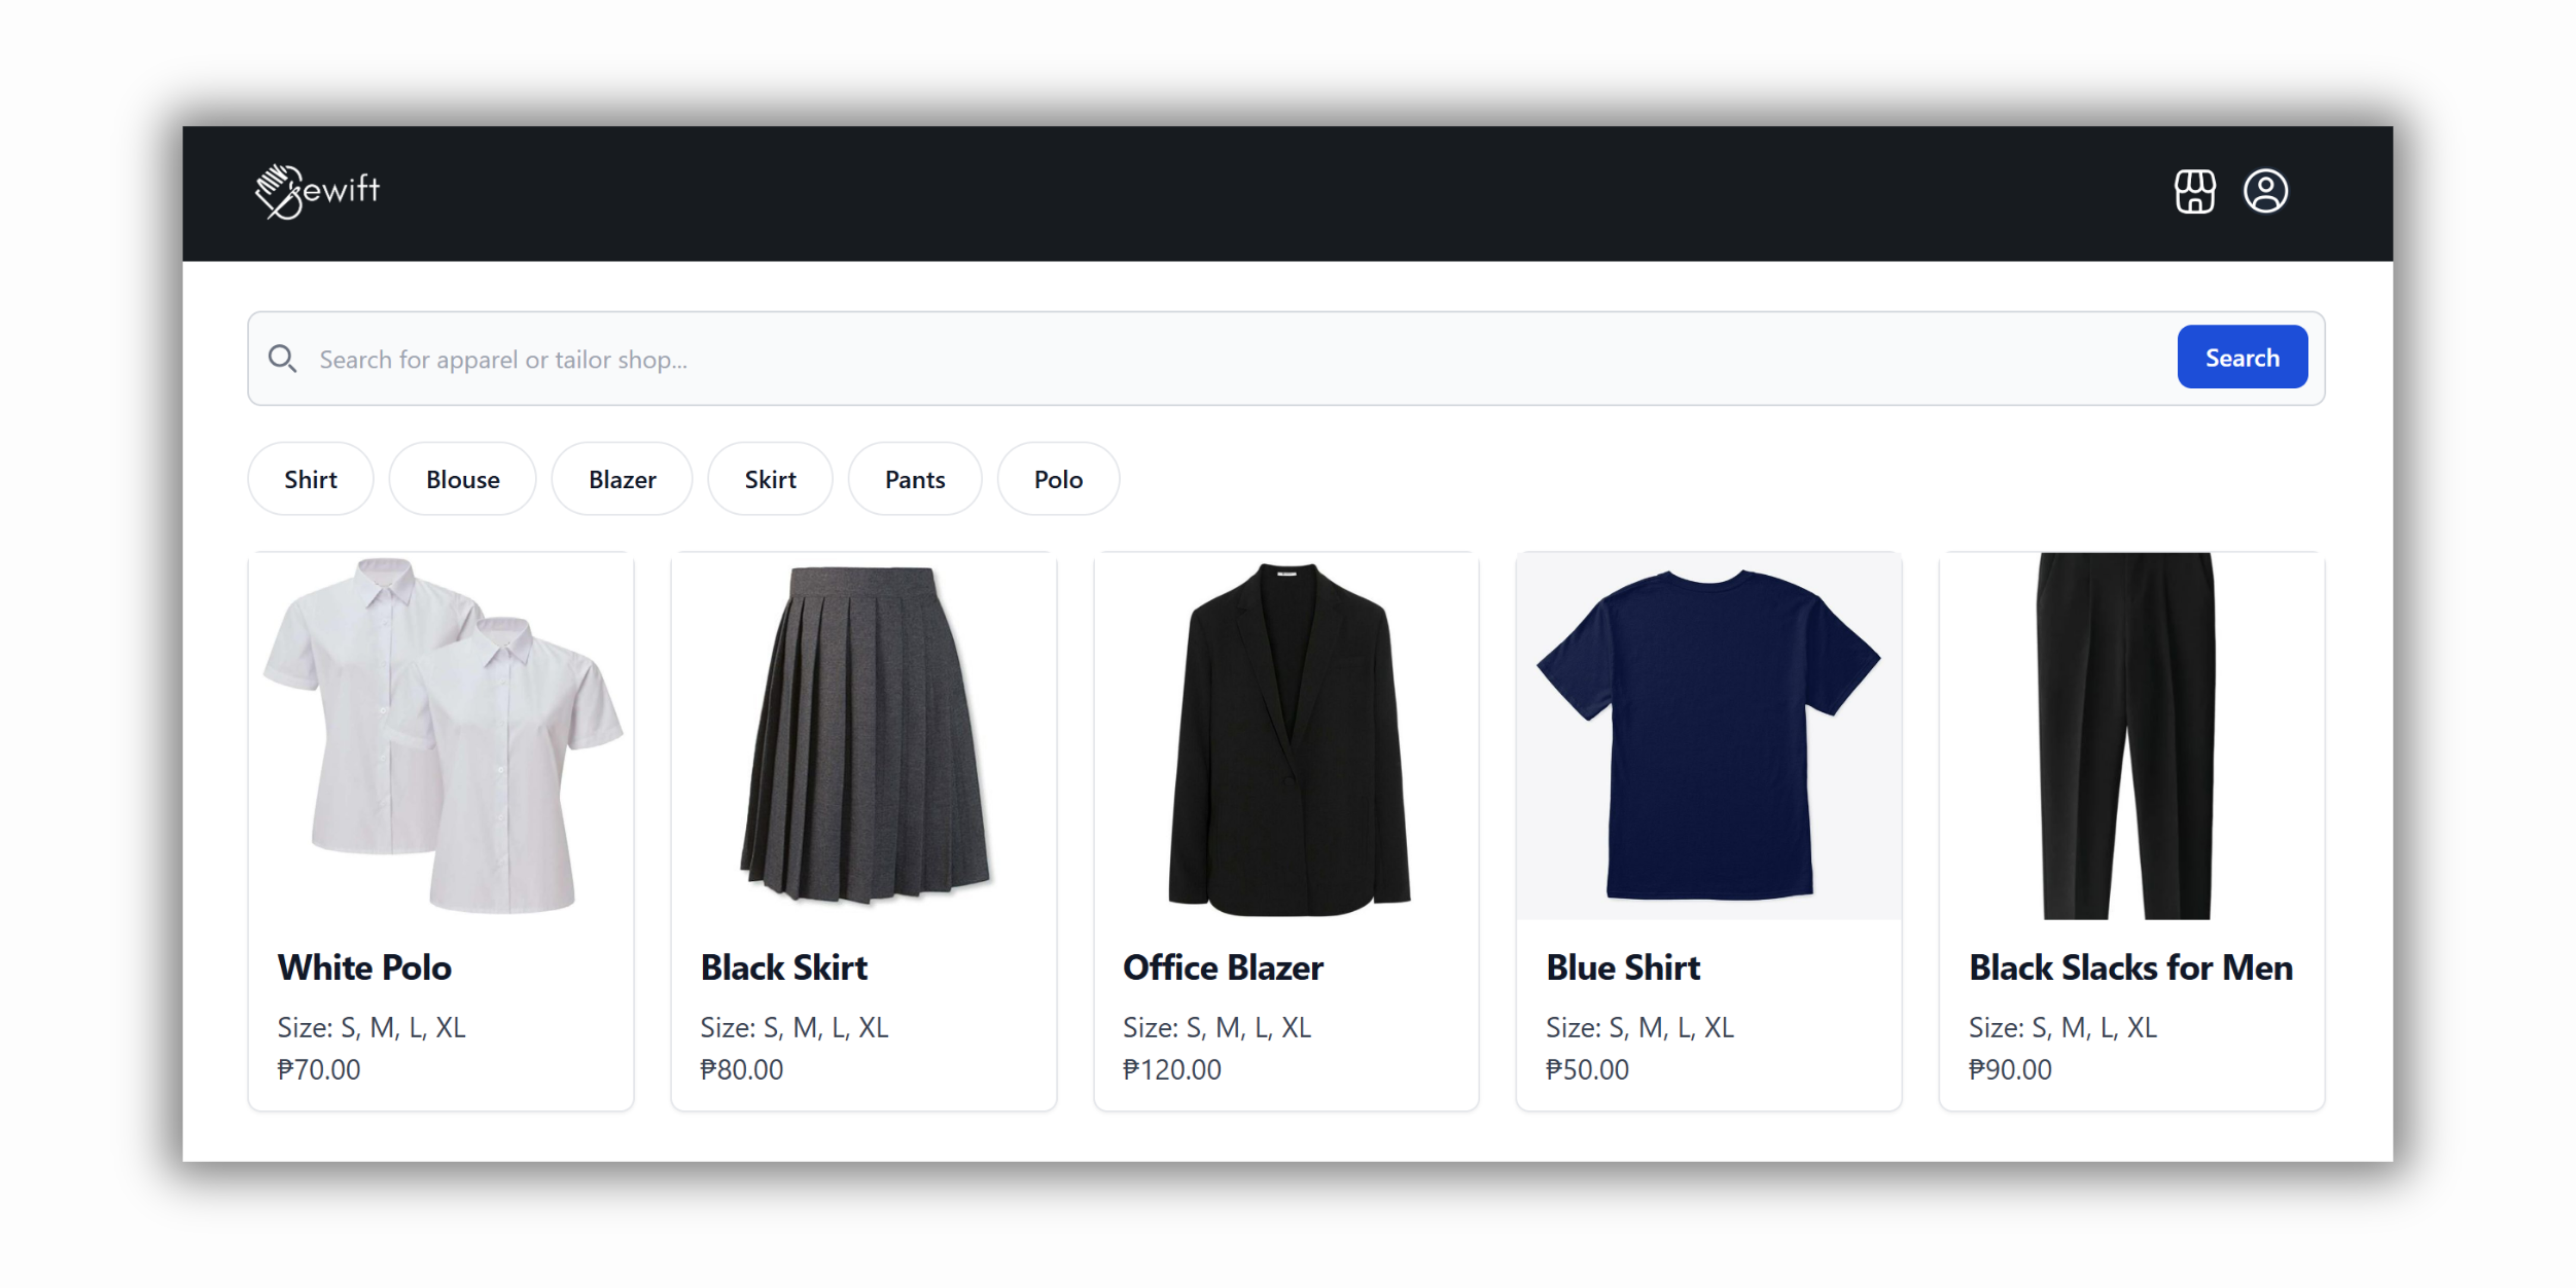 Sewift
Search for apparel or tailor shop...
Search
Shirt
Blouse
Blazer
Skirt
Pants
Polo
White Polo
Size: S, M, L, XL
₱70.00
Black Skirt
Size: S, M, L, XL
₱80.00
Office Blazer
Size: S, M, L, XL
₱120.00
Blue Shirt
Size: S, M, L, XL
₱50.00
Black Slacks for Men
Size: S, M, L, XL
₱90.00